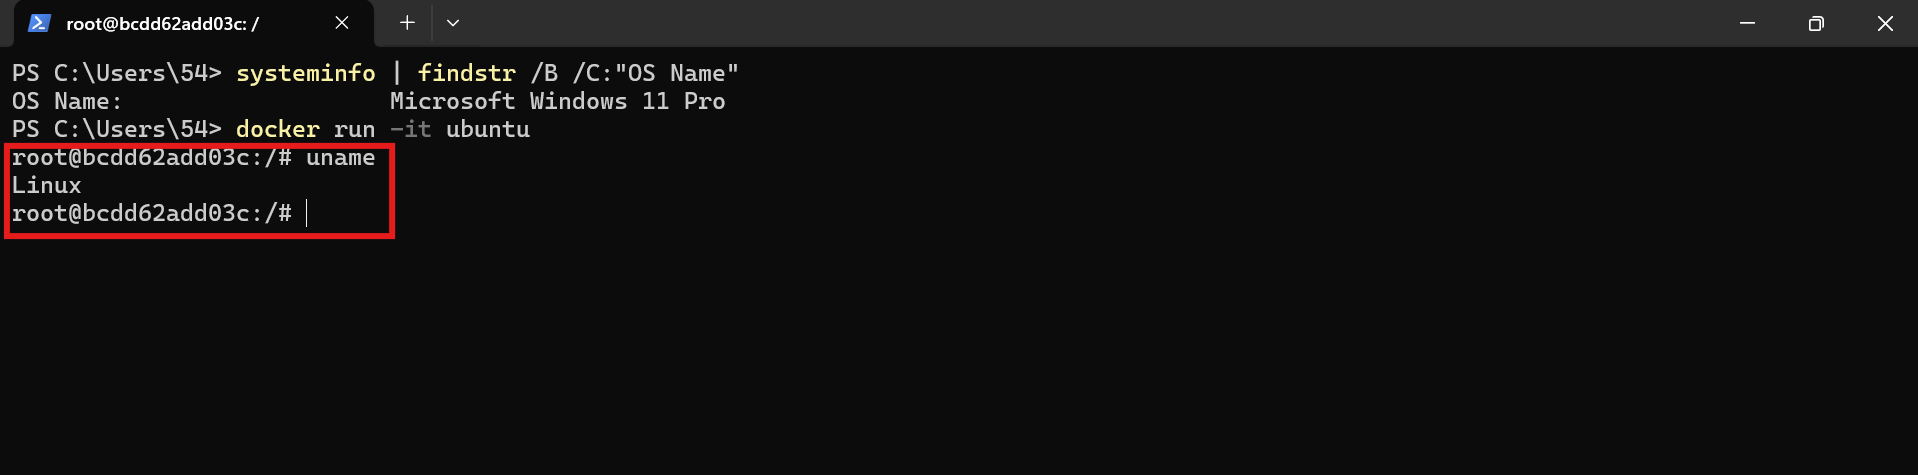 root@bcdd62add03c: /
PS C:\Users\54> systeminfo | findstr /B /C:"OS Name"
OS Name:                   Microsoft Windows 11 Pro
PS C:\Users\54> docker run -it ubuntu
root@bcdd62add03c:/# uname
Linux
root@bcdd62add03c:/#